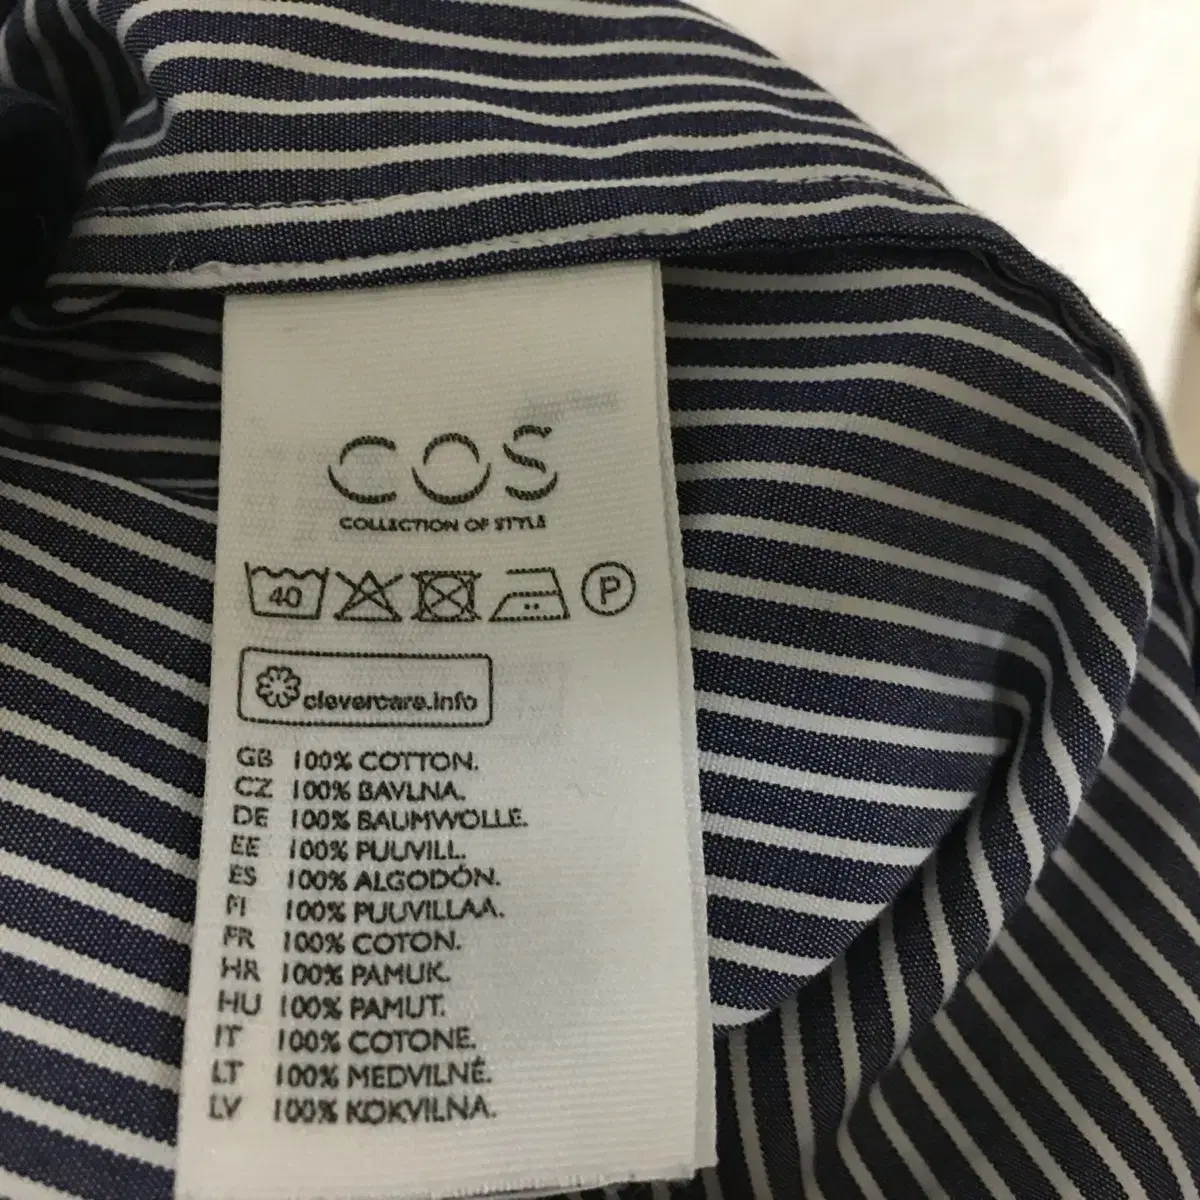 COS
COLLECTION OF STYLE
40 P
clevercare.info
GB 100% COTTON.
CZ 100% BAVLNA.
DE 100% BAUMWOLLE.
EE 100% PUUVILL.
ES 100% ALGODÓN.
FI 100% PUUVILLAA.
FR 100% COTON.
HR 100% PAMUK.
HU 100% PAMUT.
IT 100% COTONE.
LT 100% MEDVILNĖ.
LV 100% KOKVILNA.